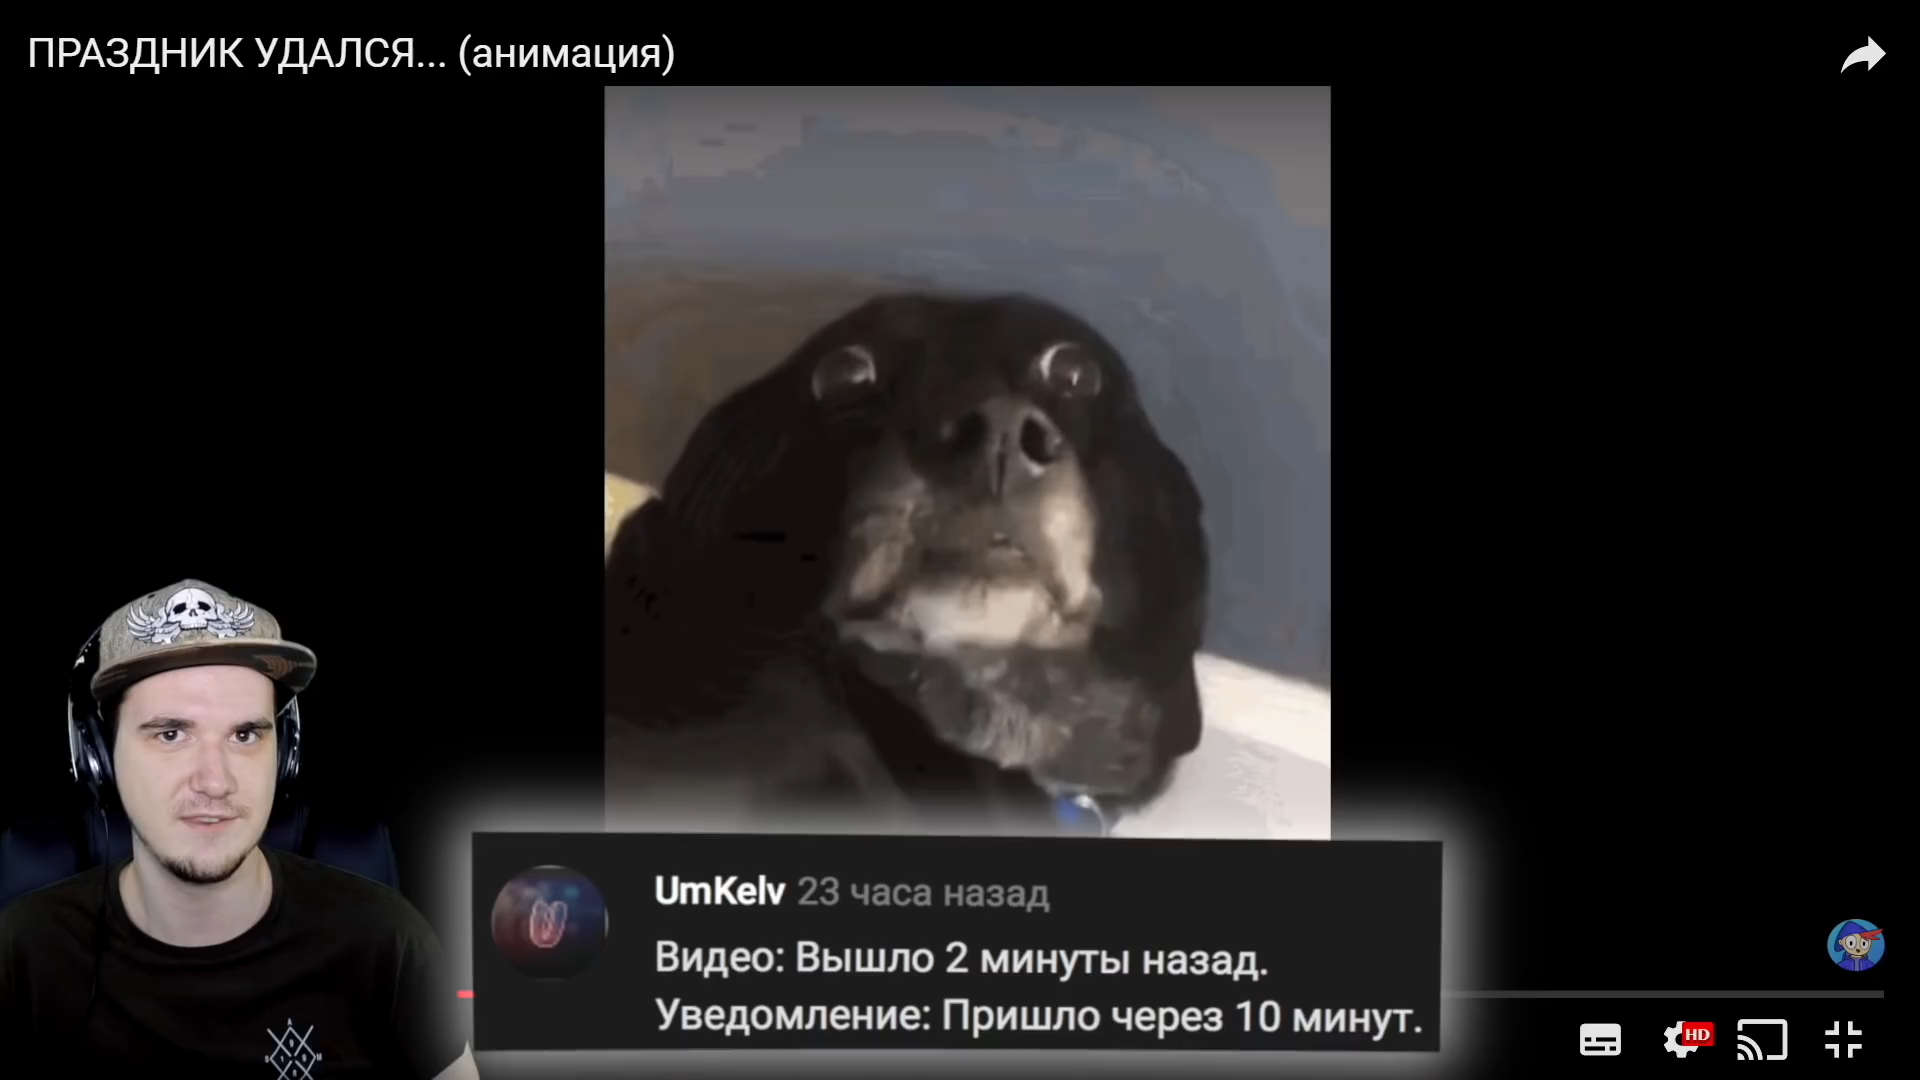 ПРАЗДНИК УДАЛСЯ... (анимация)
UmKelv 23 часа назад
Видео: Вышло 2 минуты назад.
Уведомление: Пришло через 10 минут.
HD